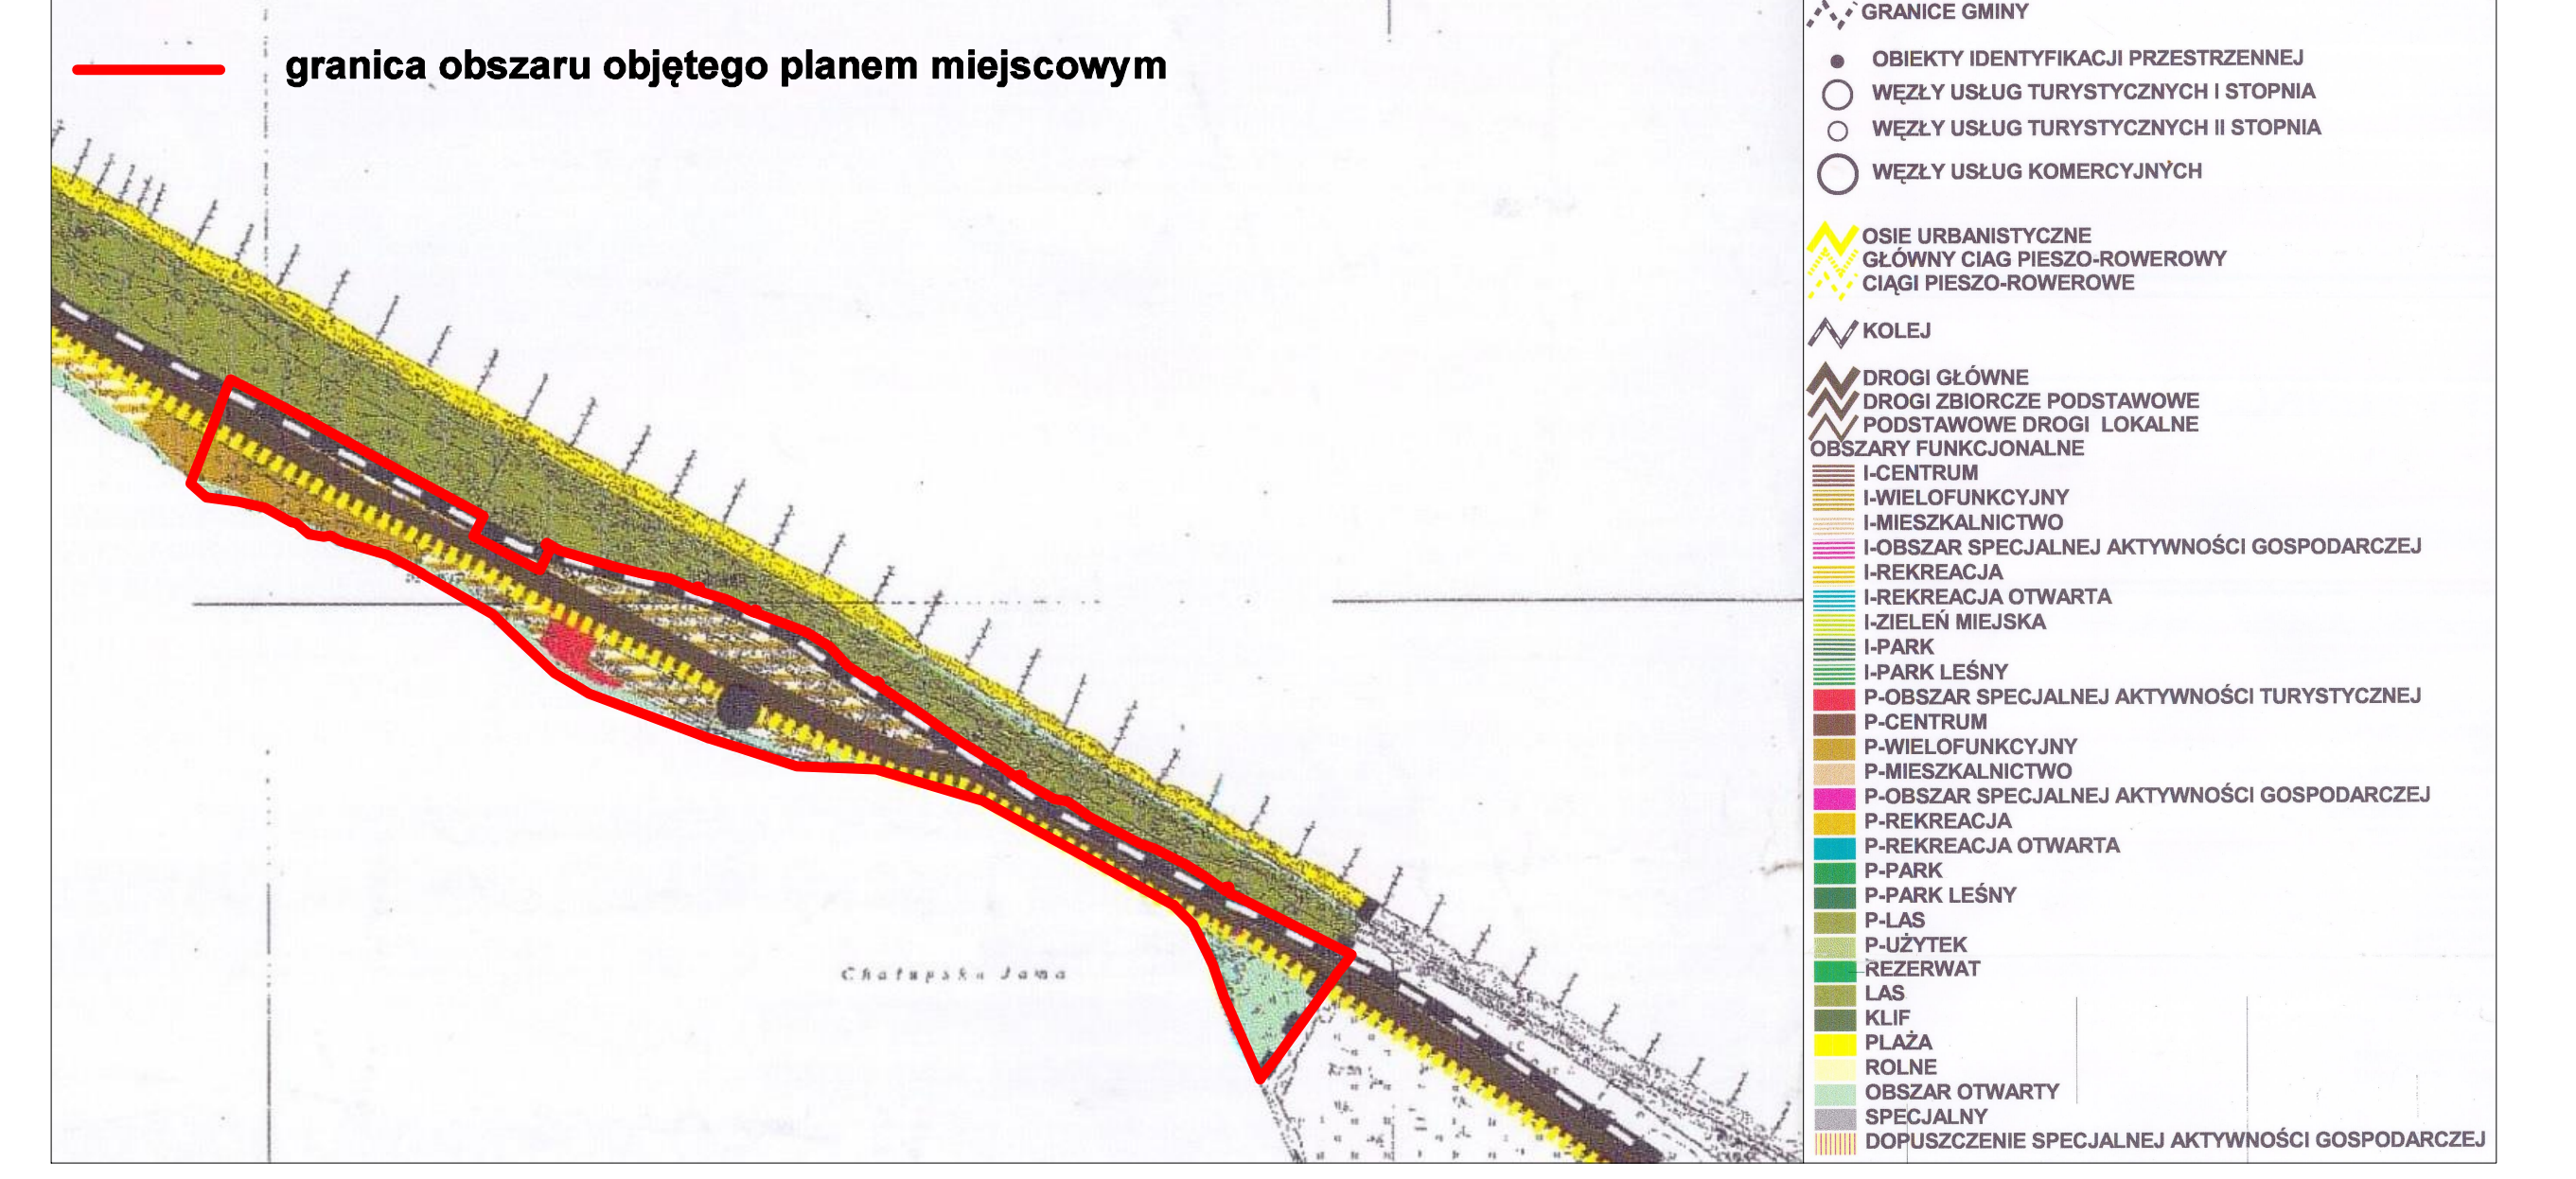 granica obszaru objętego planem miejscowym
Chałupska Jama
GRANICE GMINY
OBIEKTY IDENTYFIKACJI PRZESTRZENNEJ
WĘZŁY USŁUG TURYSTYCZNYCH I STOPNIA
WĘZŁY USŁUG TURYSTYCZNYCH II STOPNIA
WĘZŁY USŁUG KOMERCYJNYCH
OSIE URBANISTYCZNE
GŁÓWNY CIAG PIESZO-ROWEROWY
CIĄGI PIESZO-ROWEROWE
KOLEJ
DROGI GŁÓWNE
DROGI ZBIORCZE PODSTAWOWE
PODSTAWOWE DROGI LOKALNE
OBSZARY FUNKCJONALNE
I-CENTRUM
I-WIELOFUNKCYJNY
I-MIESZKALNICTWO
I-OBSZAR SPECJALNEJ AKTYWNOŚCI GOSPODARCZEJ
I-REKREACJA
I-REKREACJA OTWARTA
I-ZIELEŃ MIEJSKA
I-PARK
I-PARK LEŚNY
P-OBSZAR SPECJALNEJ AKTYWNOŚCI TURYSTYCZNEJ
P-CENTRUM
P-WIELOFUNKCYJNY
P-MIESZKALNICTWO
P-OBSZAR SPECJALNEJ AKTYWNOŚCI GOSPODARCZEJ
P-REKREACJA
P-REKREACJA OTWARTA
P-PARK
P-PARK LEŚNY
P-LAS
P-UŻYTEK
REZERWAT
LAS
KLIF
PLAŻA
ROLNE
OBSZAR OTWARTY
SPECJALNY
DOPUSZCZENIE SPECJALNEJ AKTYWNOŚCI GOSPODARCZEJ